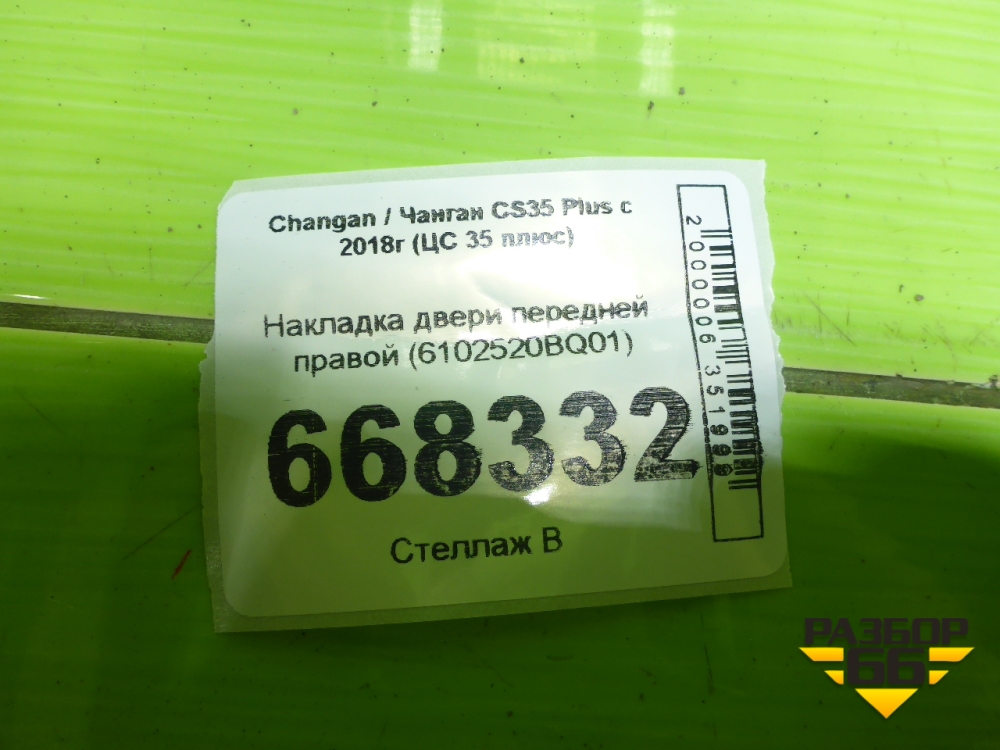 Changan / Чанган CS35 Plus с
2018г (ЦС 35 плюс)
Накладка двери передней
правой (6102520BQ01)
668332
Стеллаж В
2000006351999
РАЗБОР
66